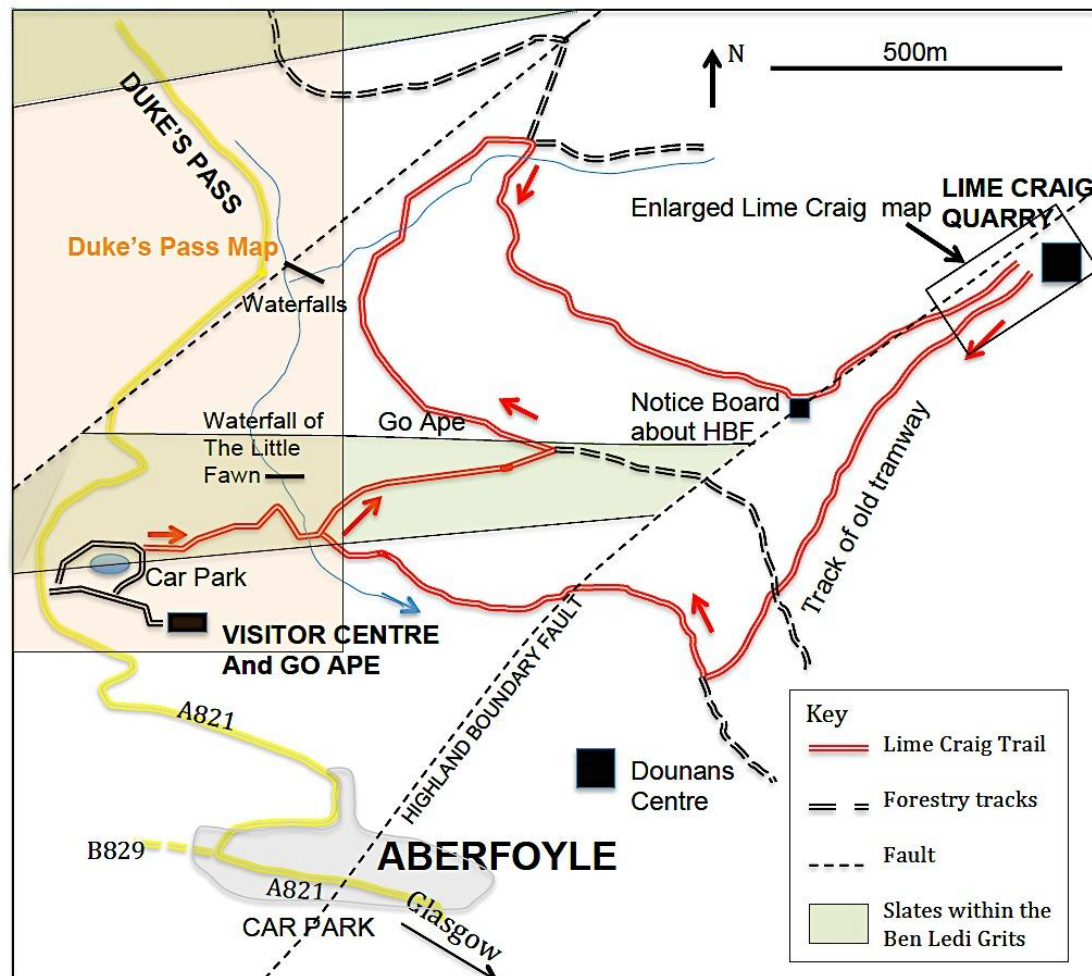 N
500m
DUKE'S PASS
LIME CRAIG
QUARRY
Enlarged Lime Craig map
Duke's Pass Map
Waterfalls
Waterfall of
The Little
Fawn
Go Ape
Notice Board
about HBF
Track of old tramway
Car Park
VISITOR CENTRE
And GO APE
HIGHLAND BOUNDARY FAULT
A821
Dounans
Centre
B829
ABERFOYLE
A821
Glasgow
CAR PARK
Key
Lime Craig Trail
Forestry tracks
Fault
Slates within the
Ben Ledi Grits